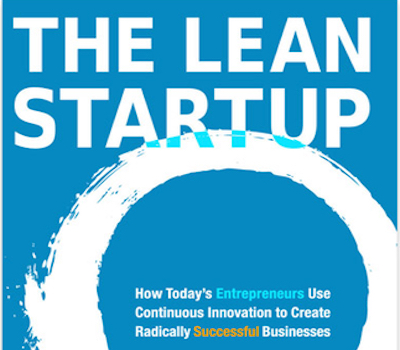 THE LEAN
STARTUP
How Today's Entrepreneurs Use
Continuous Innovation to Create
Radically Successful Businesses